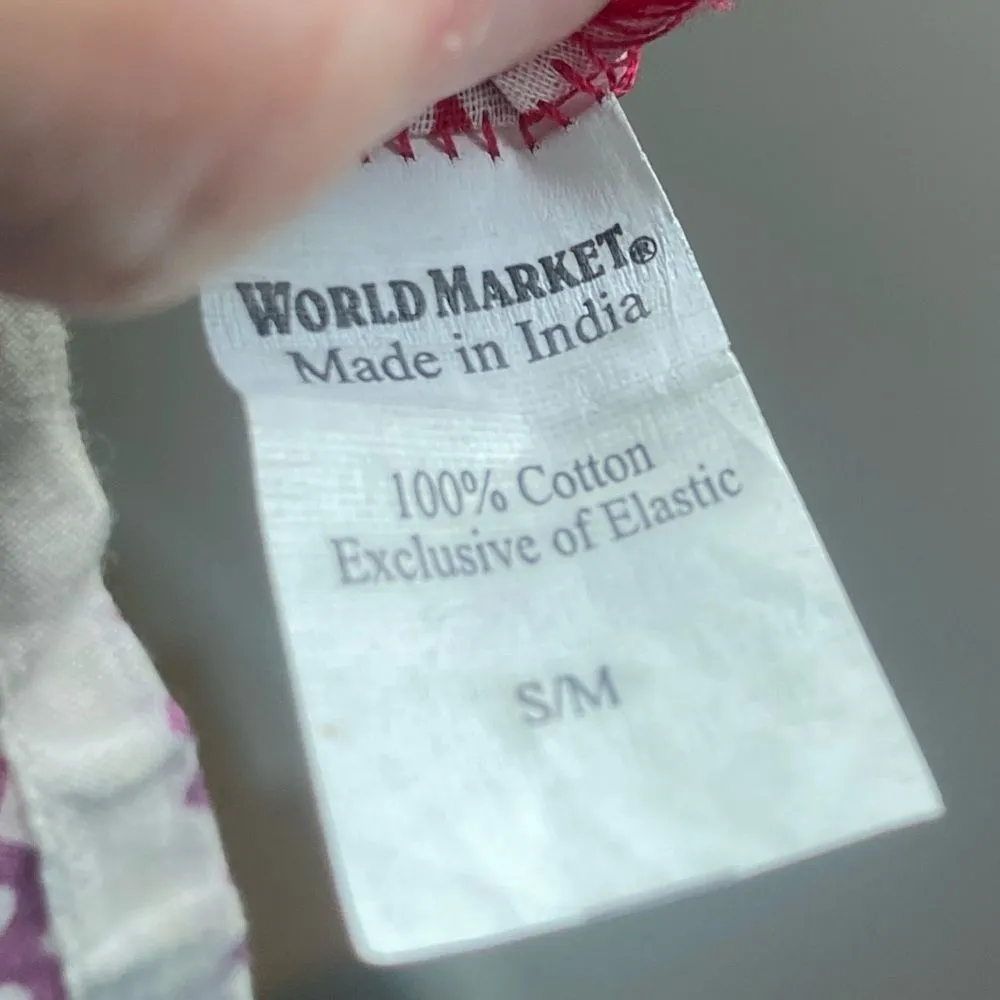 WORLD MARKET®
Made in India
100% Cotton
Exclusive of Elastic
S/M